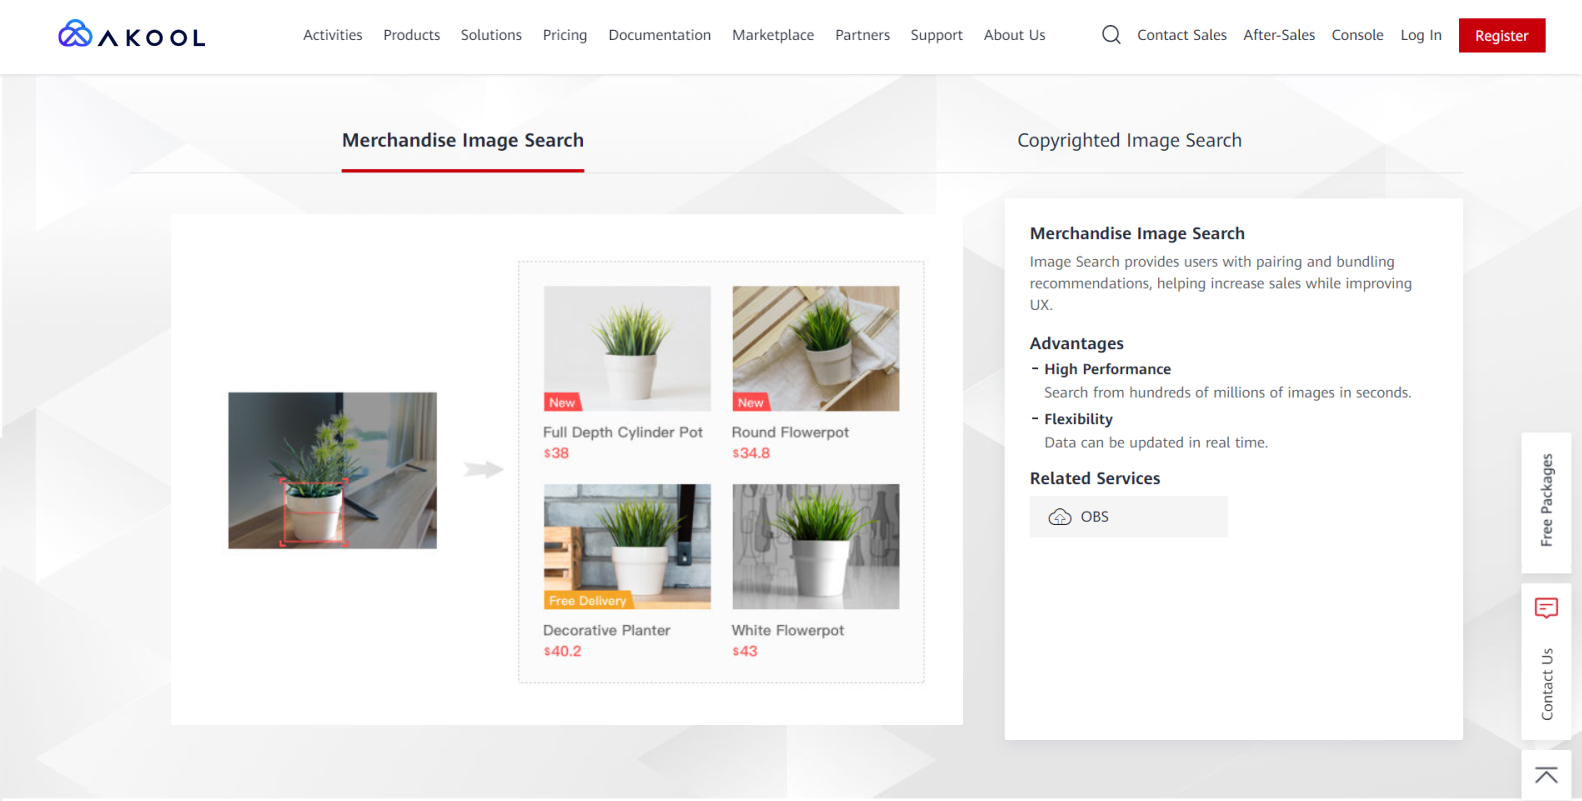 AKOOL
Activities Products Solutions Pricing Documentation Marketplace Partners Support About Us
Contact Sales After-Sales Console Log In Register
Merchandise Image Search
Copyrighted Image Search
New
Full Depth Cylinder Pot
$38
New
Round Flowerpot
$34.8
Free Delivery
Decorative Planter
$40.2
White Flowerpot
$43
Merchandise Image Search
Image Search provides users with pairing and bundling
recommendations, helping increase sales while improving
UX.
Advantages
- High Performance
Search from hundreds of millions of images in seconds.
- Flexibility
Data can be updated in real time.
Related Services
OBS
Free Packages
Contact Us